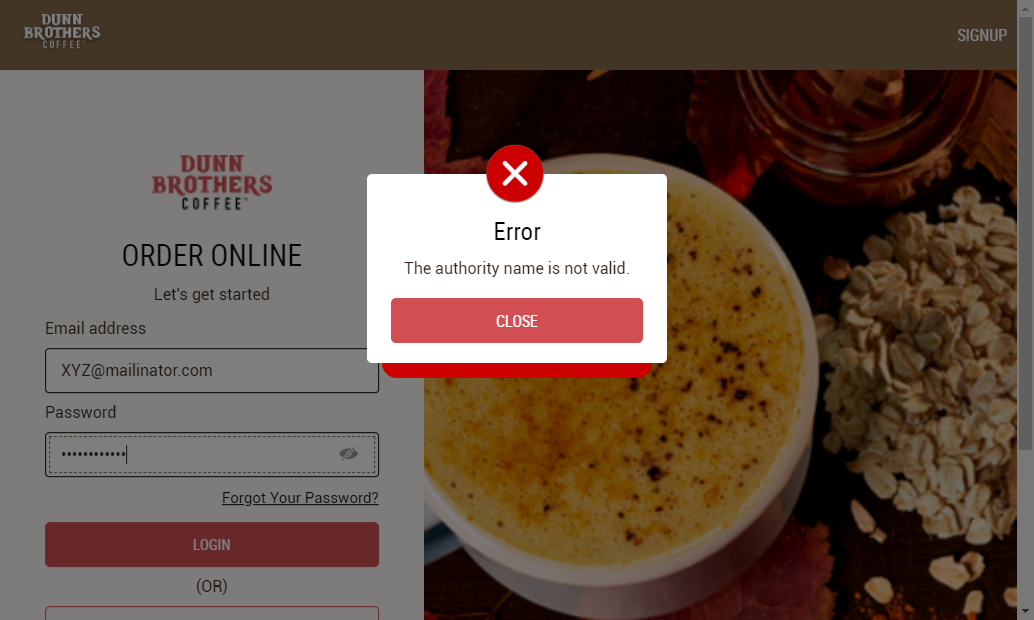 DUNN
BROTHERS
COFFEE™
SIGNUP
DUNN
BROTHERS
COFFEE™
ORDER ONLINE
Let's get started
Email address
XYZ@mailinator.com
Password
••••••••••••
Forgot Your Password?
LOGIN
(OR)
Error
The authority name is not valid.
CLOSE